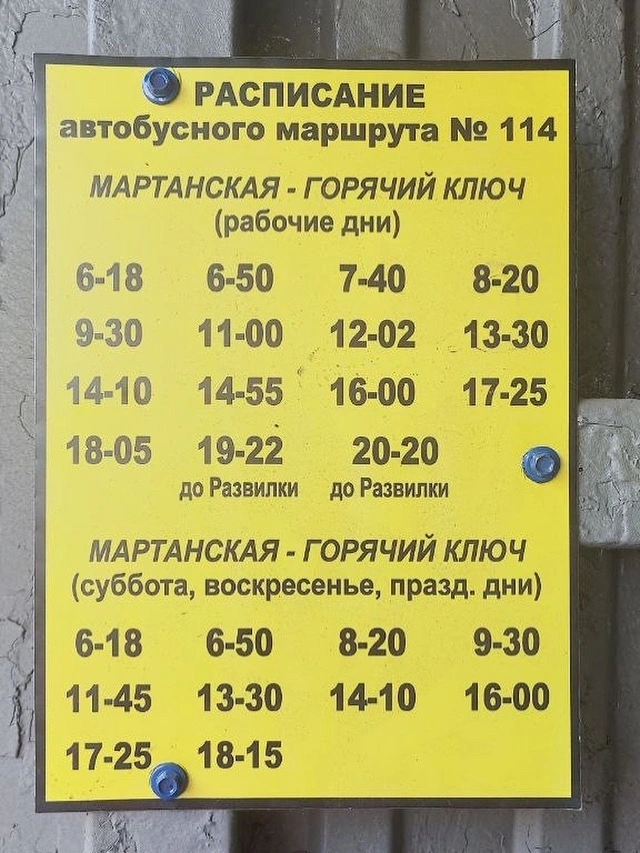 РАСПИСАНИЕ
автобусного маршрута № 114
МАРТАНСКАЯ - ГОРЯЧИЙ КЛЮЧ
(рабочие дни)
6-18 6-50 7-40 8-20
9-30 11-00 12-02 13-30
14-10 14-55 16-00 17-25
18-05 19-22 20-20
до Развилки до Развилки
МАРТАНСКАЯ - ГОРЯЧИЙ КЛЮЧ
(суббота, воскресенье, празд. дни)
6-18 6-50 8-20 9-30
11-45 13-30 14-10 16-00
17-25 18-15